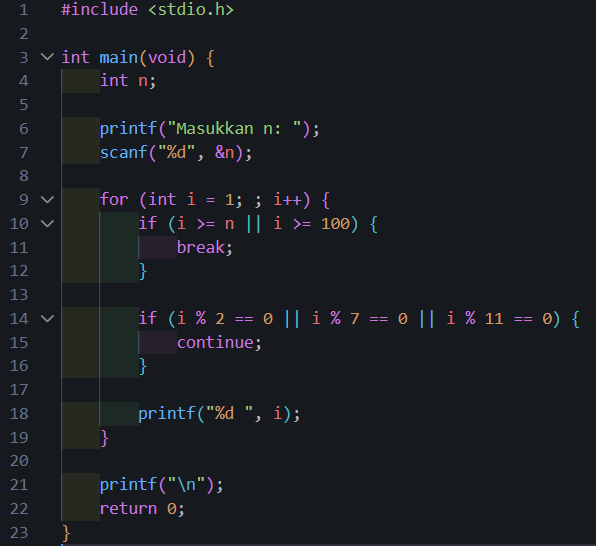 1 #include <stdio.h>
2
3 int main(void) {
4     int n;
5
6     printf("Masukkan n: ");
7     scanf("%d", &n);
8
9     for (int i = 1; ; i++) {
10         if (i >= n || i >= 100) {
11             break;
12         }
13
14         if (i % 2 == 0 || i % 7 == 0 || i % 11 == 0) {
15             continue;
16         }
17
18         printf("%d ", i);
19     }
20
21     printf("\n");
22     return 0;
23 }